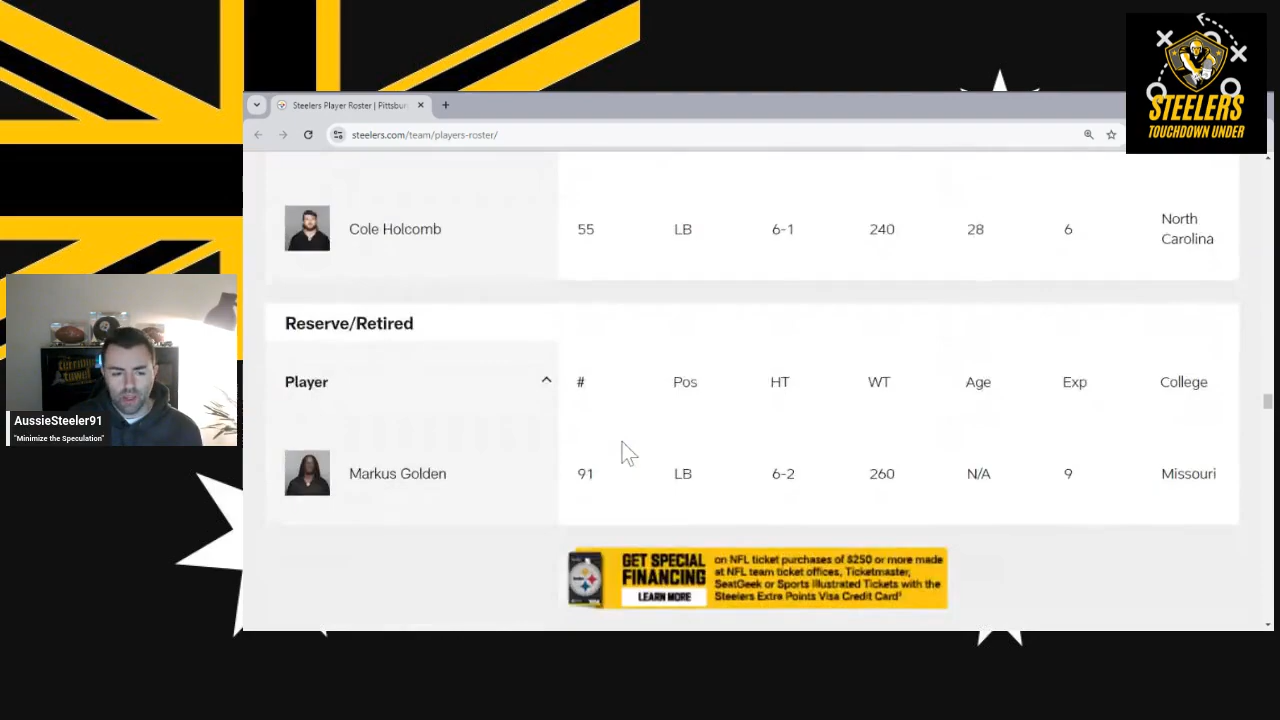 STEELERS
TOUCHDOWN UNDER
Steelers Player Roster | Pittsbur
steelers.com/team/players-roster/
Cole Holcomb 55 LB 6-1 240 28 6 North
Carolina
Reserve/Retired
Player # Pos HT WT Age Exp College
Markus Golden 91 LB 6-2 260 N/A 9 Missouri
GET SPECIAL
FINANCING
LEARN MORE
on NFL ticket purchases of $250 or more made
at NFL team ticket offices, Ticketmaster,
SeatGeek or Sports Illustrated Tickets with the
Steelers Extra Points Visa Credit Card¹
AussieSteeler91
"Minimize the Speculation"